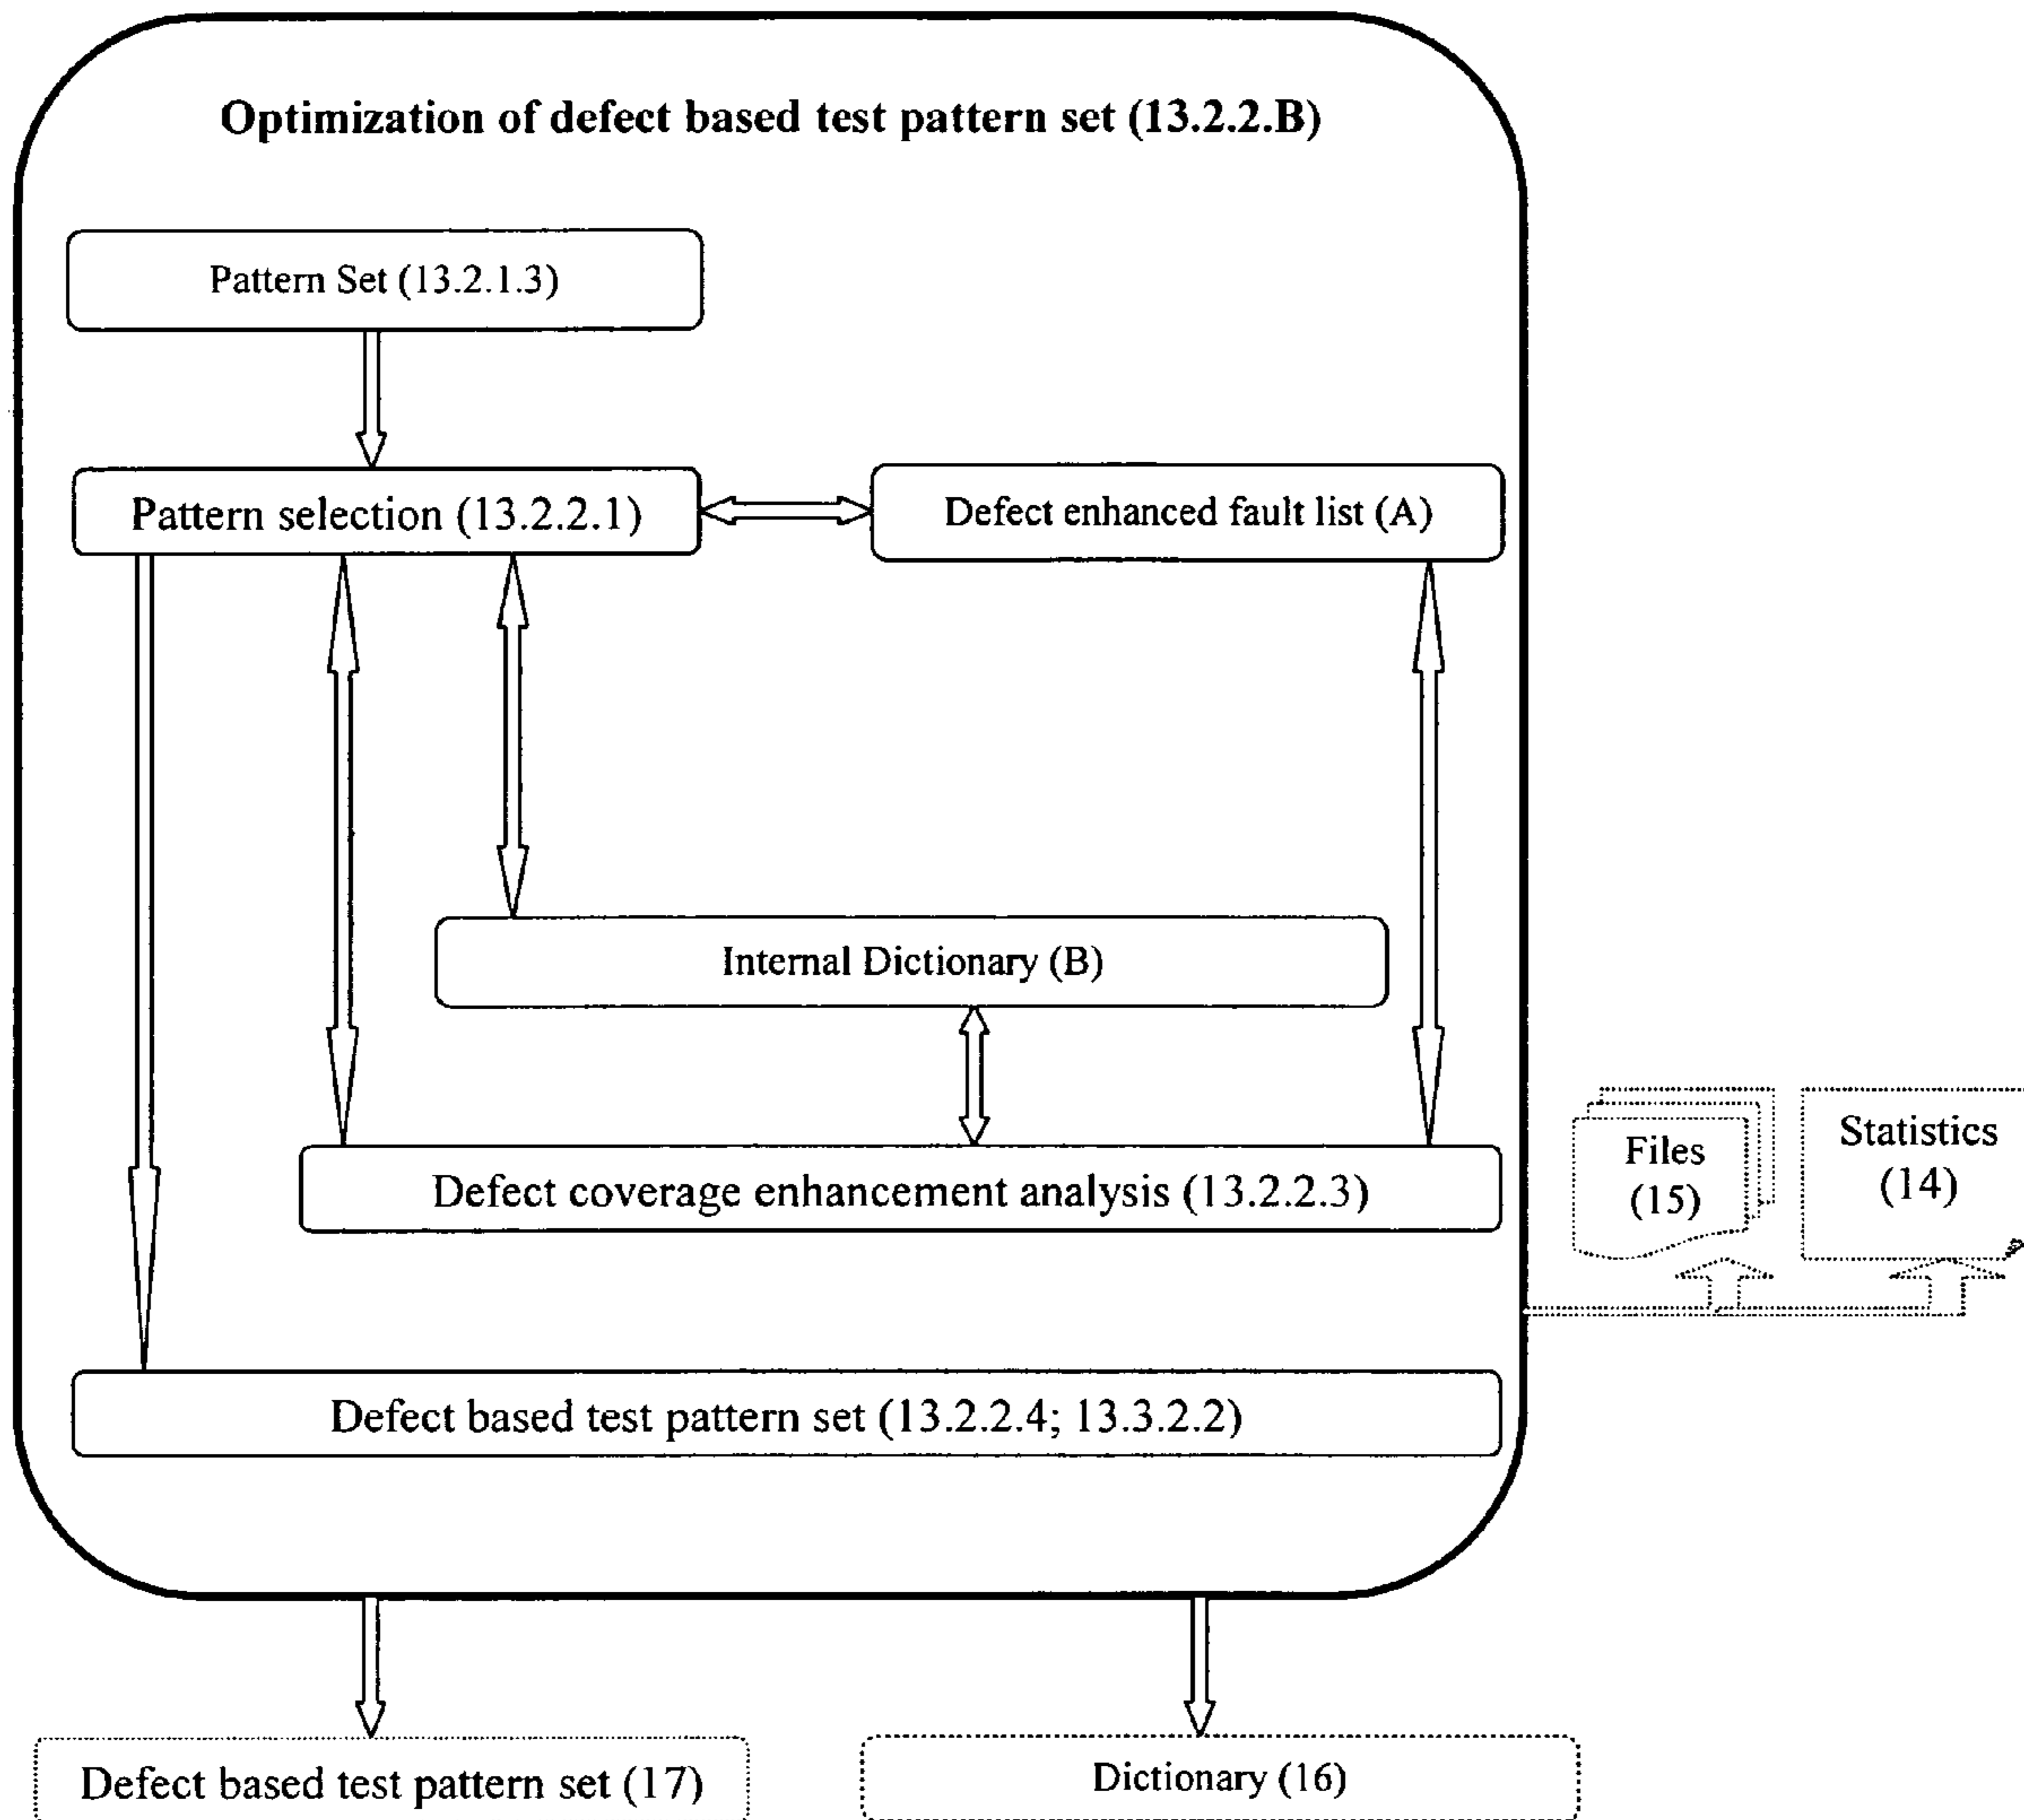 Optimization of defect based test pattern set (13.2.2.B)
Pattern Set (13.2.1.3)
Pattern selection (13.2.2.1)
Defect enhanced fault list (A)
Internal Dictionary (B)
Defect coverage enhancement analysis (13.2.2.3)
Files
(15)
Statistics
(14)
Defect based test pattern set (13.2.2.4; 13.3.2.2)
Defect based test pattern set (17)
Dictionary (16)